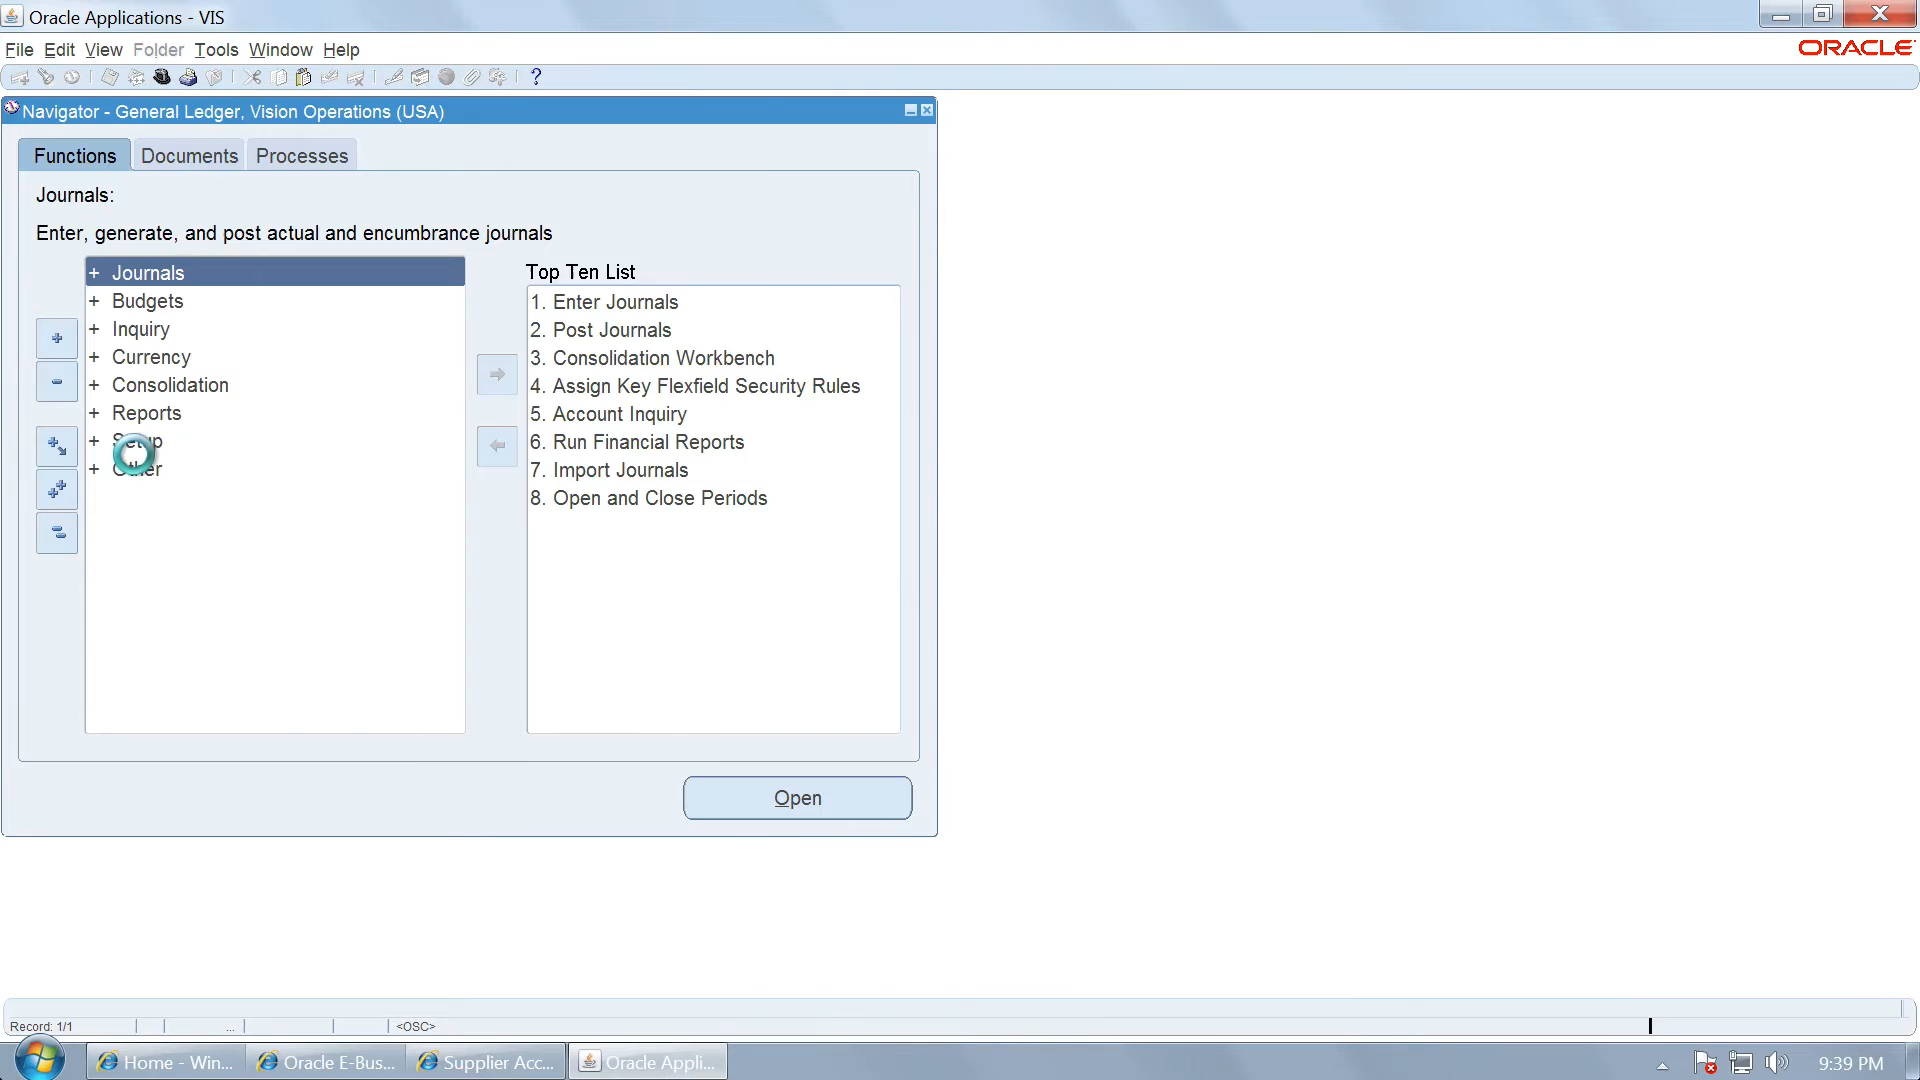 Oracle Applications - VIS
File Edit View Folder Tools Window Help
ORACLE
?
Navigator - General Ledger, Vision Operations (USA)
Functions Documents Processes
Journals:
Enter, generate, and post actual and encumbrance journals
+ Journals
+ Budgets
+ Inquiry
+ Currency
+ Consolidation
+ Reports
+ Setup
+ Other
Top Ten List
1. Enter Journals
2. Post Journals
3. Consolidation Workbench
4. Assign Key Flexfield Security Rules
5. Account Inquiry
6. Run Financial Reports
7. Import Journals
8. Open and Close Periods
Open
Record: 1/1 ... <OSC>
Home - Win... Oracle E-Bus... Supplier Acc... Oracle Appli... 9:39 PM